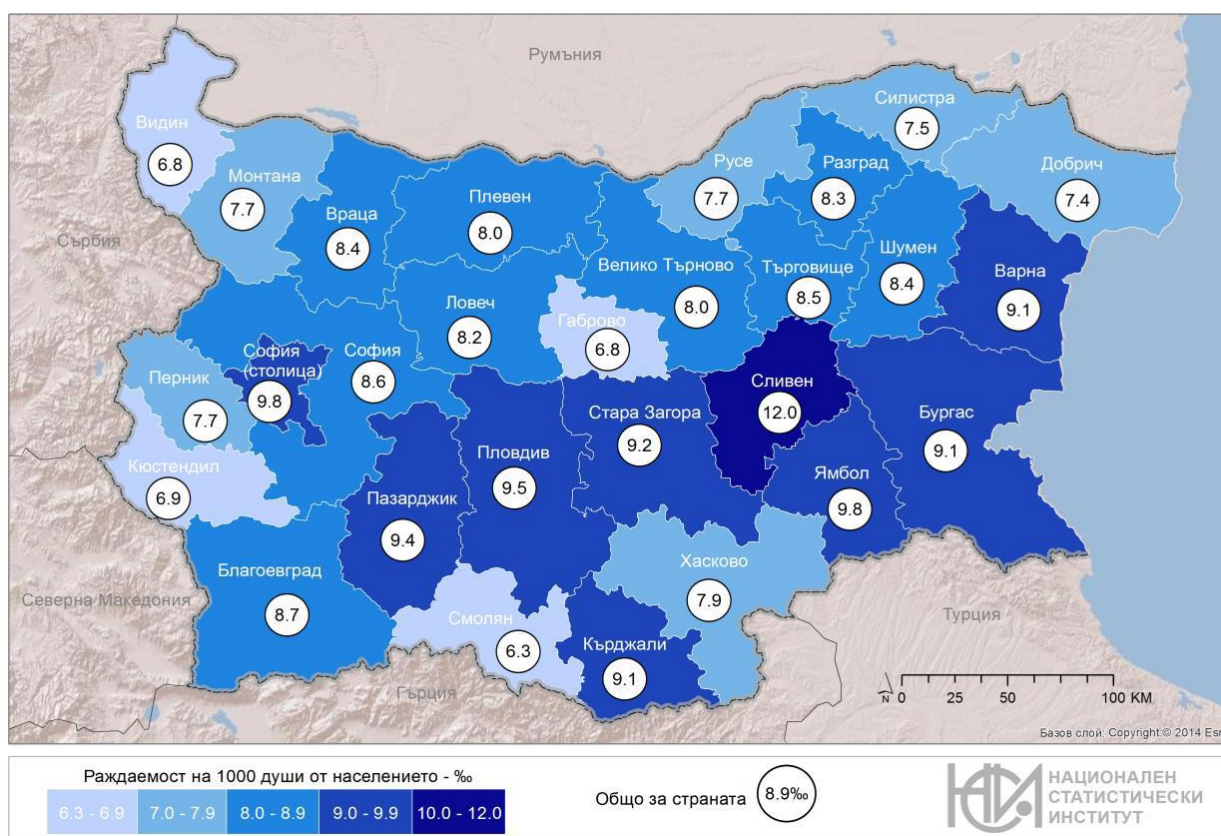 Румъния
Силистра
7.5
Видин
6.8
Русе
7.7
Разград
8.3
Добрич
7.4
Монтана
7.7
Плевен
8.0
Враца
8.4
Сърбия
Шумен
8.4
Велико Търново
8.0
Търговище
8.5
Варна
9.1
Ловеч
8.2
Габрово
6.8
София
(столица)
9.8
София
8.6
Перник
7.7
Сливен
12.0
Стара Загора
9.2
Бургас
9.1
Пловдив
9.5
Кюстендил
6.9
Ямбол
9.8
Пазарджик
9.4
Хасково
7.9
Благоевград
8.7
Северна Македония
Смолян
6.3
Турция
Кърджали
9.1
Гърция
N
0 25 50 100 KM
Базов слой: Copyright:© 2014 Esr
Раждаемост на 1000 души от населението - ‰
6.3 - 6.9 7.0 - 7.9 8.0 - 8.9 9.0 - 9.9 10.0 - 12.0
Общо за страната 8.9‰
НСИ
НАЦИОНАЛЕН
СТАТИСТИЧЕСКИ
ИНСТИТУТ